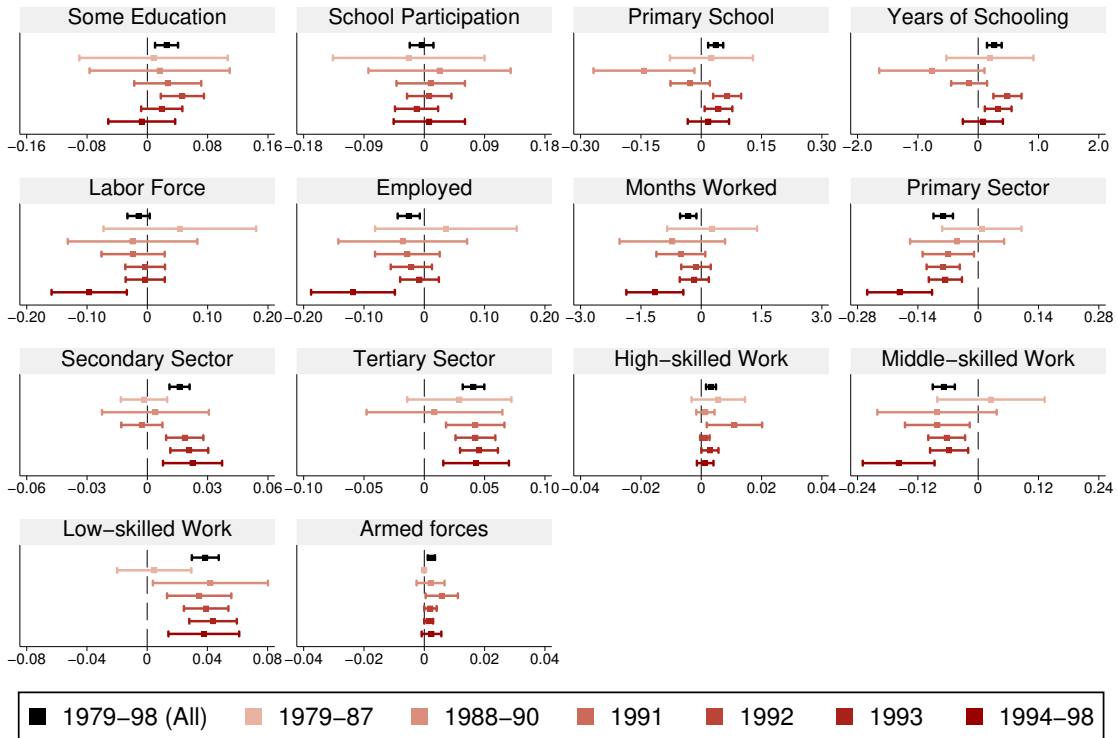 Some Education School Participation Primary School Years of Schooling
−0.16 −0.08 0 0.08 0.16 −0.18 −0.09 0 0.09 0.18 −0.30 −0.15 0 0.15 0.30 −2.0 −1.0 0 1.0 2.0
Labor Force Employed Months Worked Primary Sector
−0.20 −0.10 0 0.10 0.20 −0.20 −0.10 0 0.10 0.20 −3.0 −1.5 0 1.5 3.0 −0.28 −0.14 0 0.14 0.28
Secondary Sector Tertiary Sector High−skilled Work Middle−skilled Work
−0.06 −0.03 0 0.03 0.06 −0.10 −0.05 0 0.05 0.10 −0.04 −0.02 0 0.02 0.04 −0.24 −0.12 0 0.12 0.24
Low−skilled Work Armed forces
−0.08 −0.04 0 0.04 0.08 −0.04 −0.02 0 0.02 0.04
1979−98 (All) 1979−87 1988−90 1991 1992 1993 1994−98